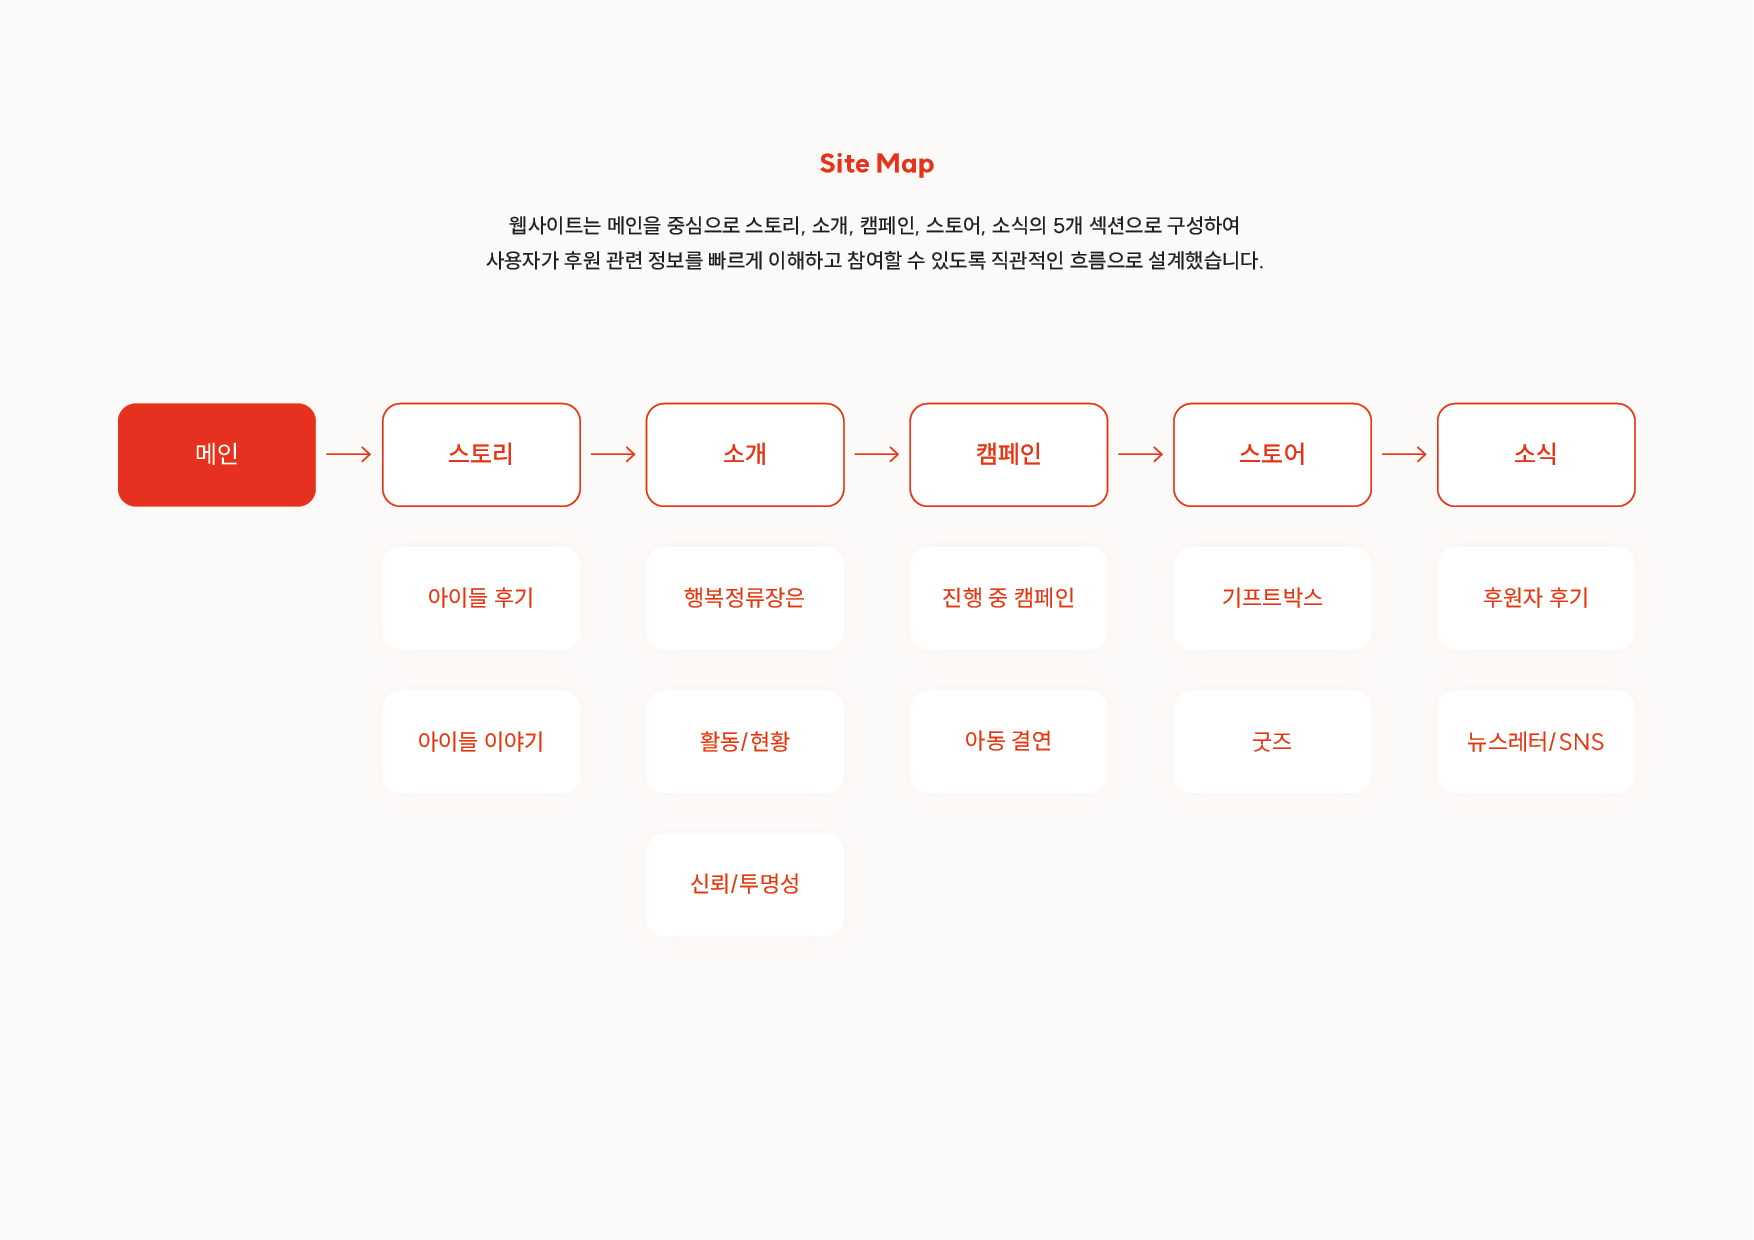 Site Map
웹사이트는 메인을 중심으로 스토리, 소개, 캠페인, 스토어, 소식의 5개 섹션으로 구성하여
사용자가 후원 관련 정보를 빠르게 이해하고 참여할 수 있도록 직관적인 흐름으로 설계했습니다.
메인
스토리
소개
캠페인
스토어
소식
아이들 후기
행복정류장은
진행 중 캠페인
기프트박스
후원자 후기
아이들 이야기
활동/현황
아동 결연
굿즈
뉴스레터/SNS
신뢰/투명성